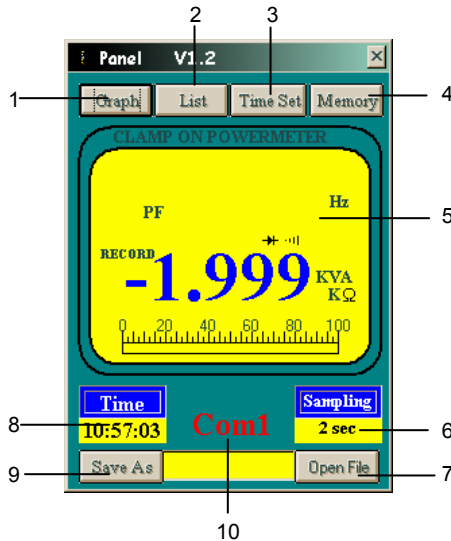 2 3
Panel V1.2
1 Graph List Time Set Memory 4
CLAMP ON POWERMETER
PF Hz 5
RECORD
-1.999 KVA
KΩ
0 20 40 60 80 100
Time Sampling
8 10:57:03 Com1 2 sec 6
9 Save As Open File 7
10